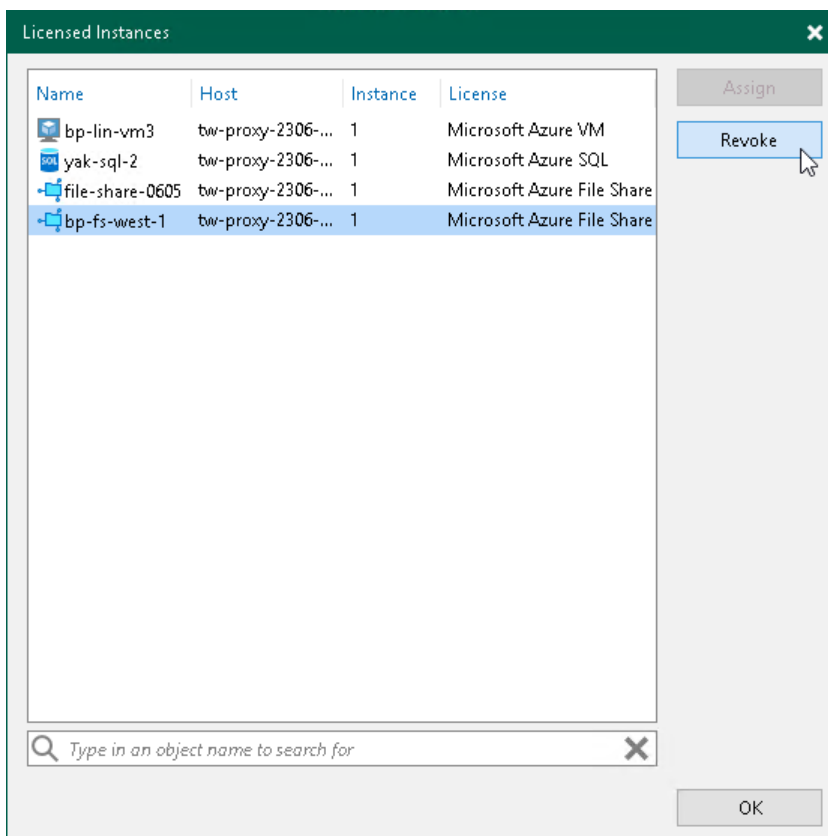 Licensed Instances
Name Host Instance License Assign
bp-lin-vm3 tw-proxy-2306-... 1 Microsoft Azure VM
Revoke
SQL yak-sql-2 tw-proxy-2306-... 1 Microsoft Azure SQL
file-share-0605 tw-proxy-2306-... 1 Microsoft Azure File Share
bp-fs-west-1 tw-proxy-2306-... 1 Microsoft Azure File Share
Type in an object name to search for
OK